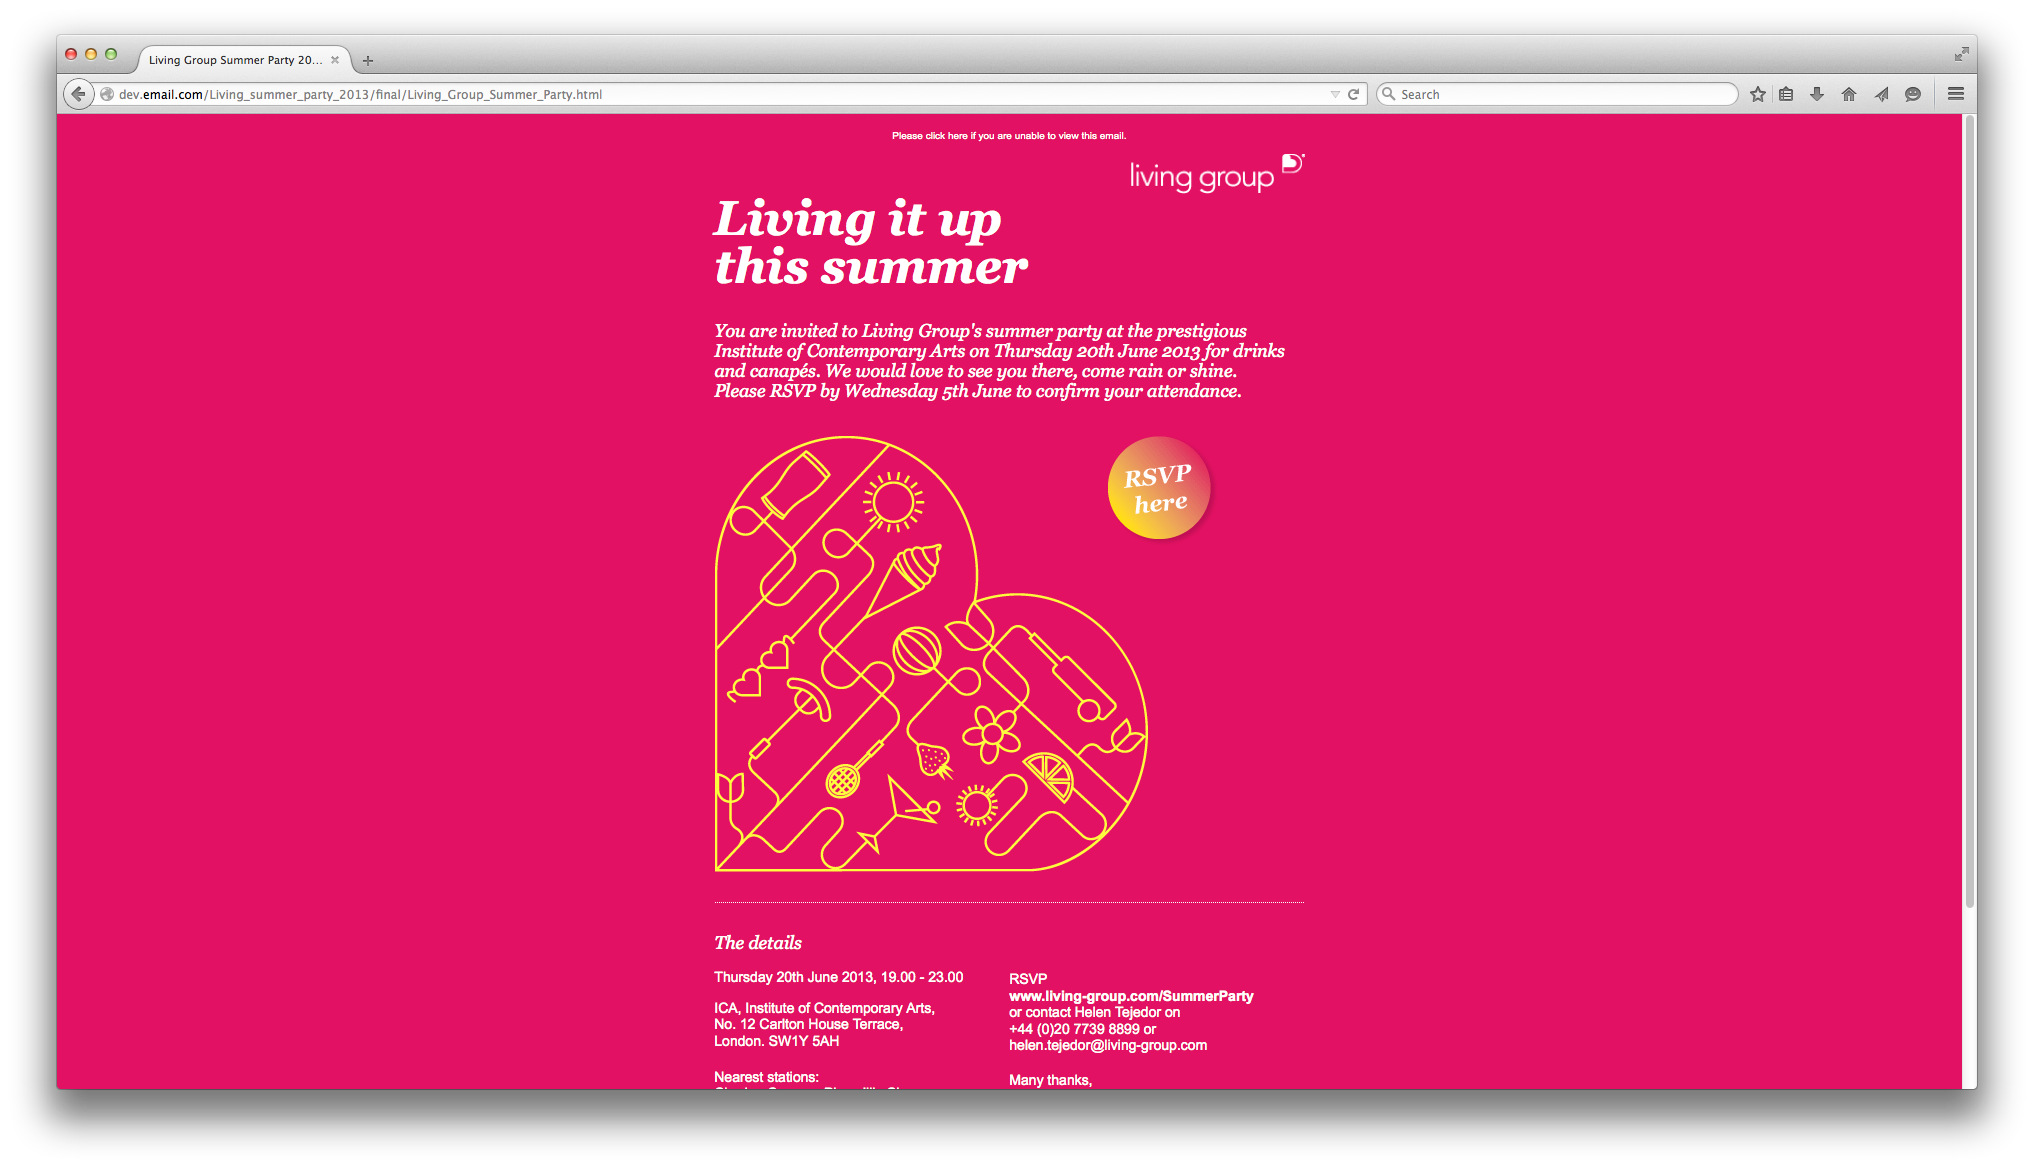 Living Group Summer Party 20...
dev.email.com/Living_summer_party_2013/final/Living_Group_Summer_Party.html
Search
Please click here if you are unable to view this email.
living group
Living it up
this summer
You are invited to Living Group's summer party at the prestigious
Institute of Contemporary Arts on Thursday 20th June 2013 for drinks
and canapés. We would love to see you there, come rain or shine.
Please RSVP by Wednesday 5th June to confirm your attendance.
RSVP
here
The details
Thursday 20th June 2013, 19.00 - 23.00
ICA, Institute of Contemporary Arts,
No. 12 Carlton House Terrace,
London. SW1Y 5AH
Nearest stations:
RSVP
www.living-group.com/SummerParty
or contact Helen Tejedor on
+44 (0)20 7739 8899 or
helen.tejedor@living-group.com
Many thanks,